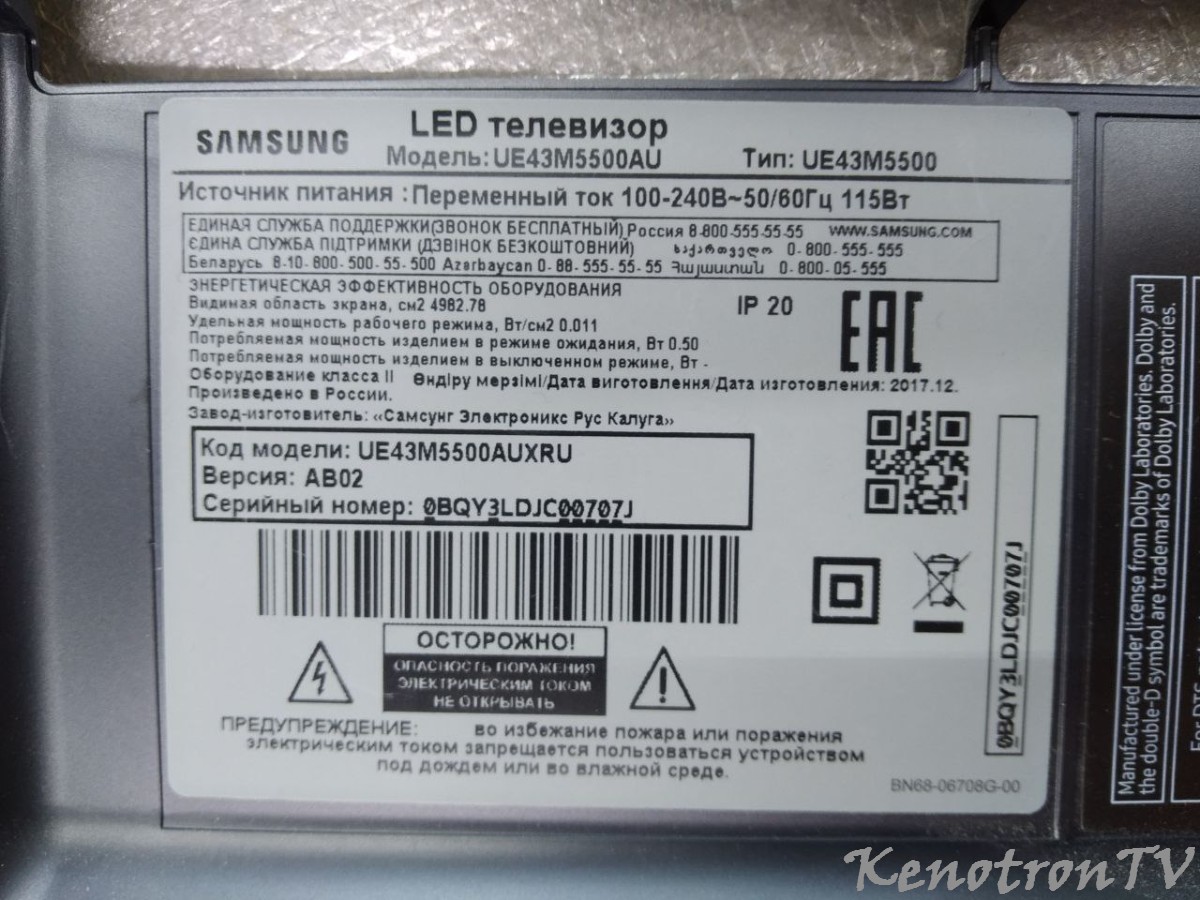 SAMSUNG
LED телевизор
Модель: UE43M5500AU Тип: UE43M5500
Источник питания : Переменный ток 100-240В~50/60Гц 115Вт
ЕДИНАЯ СЛУЖБА ПОДДЕРЖКИ(ЗВОНОК БЕСПЛАТНЫЙ) Россия 8-800-555-55-55 WWW.SAMSUNG.COM
ЄДИНА СЛУЖБА ПІДТРИМКИ (ДЗВІНОК БЕЗКОШТОВНИЙ) საქართველო 0-800-555-555
Беларусь 8-10-800-500-55-500 Azərbaycan 0-88-555-55-55 Հայաստան 0-800-05-555
ЭНЕРГЕТИЧЕСКАЯ ЭФФЕКТИВНОСТЬ ОБОРУДОВАНИЯ
Видимая область экрана, см2 4982.78
Удельная мощность рабочего режима, Вт/см2 0.011
Потребляемая мощность изделием в режиме ожидания, Вт 0.50
Потребляемая мощность изделием в выключенном режиме, Вт -
IP 20
EAC
Оборудование класса II Өндіру мерзімі/Дата виготовлення/Дата изготовления: 2017.12.
Произведено в России.
Завод-изготовитель: «Самсунг Электроникс Рус Калуга»
Код модели: UE43M5500AUXRU
Версия: AB02
Серийный номер: 0BQY3LDJC00707J
0BQY3LDJC00707J
ОСТОРОЖНО!
ОПАСНОСТЬ ПОРАЖЕНИЯ
ЭЛЕКТРИЧЕСКИМ ТОКОМ
НЕ ОТКРЫВАТЬ
ПРЕДУПРЕЖДЕНИЕ: во избежание пожара или поражения
электрическим током запрещается пользоваться устройством
под дождем или во влажной среде.
BN68-06708G-00
Manufactured under license from Dolby Laboratories. Dolby and
the double-D symbol are trademarks of Dolby Laboratories.
KenotronTV